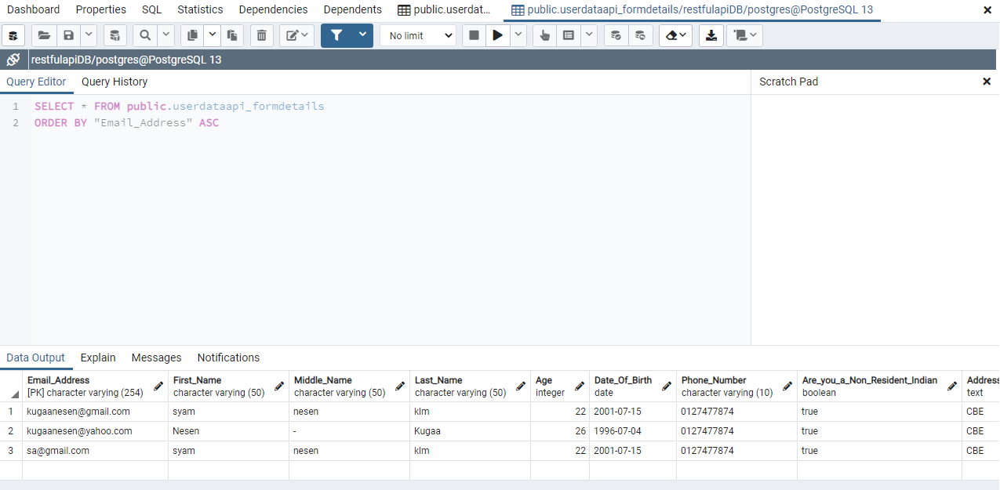 Dashboard Properties SQL Statistics Dependencies Dependents public.userdat... public.userdataapi_formdetails/restfulapiDB/postgres@PostgreSQL 13
No limit
restfulapiDB/postgres@PostgreSQL 13
Query Editor Query History Scratch Pad
1 SELECT * FROM public.userdataapi_formdetails
2 ORDER BY "Email_Address" ASC
Data Output Explain Messages Notifications
Email_Address First_Name Middle_Name Last_Name Age Date_Of_Birth Phone_Number Are_you_a_Non_Resident_Indian Address
[PK] character varying (254) character varying (50) character varying (50) character varying (50) integer date character varying (10) boolean text
1 kugaanesen@gmail.com syam nesen klm 22 2001-07-15 0127477874 true CBE
2 kugaanesen@yahoo.com Nesen - Kugaa 26 1996-07-04 0127477874 true CBE
3 sa@gmail.com syam nesen klm 22 2001-07-15 0127477874 true CBE